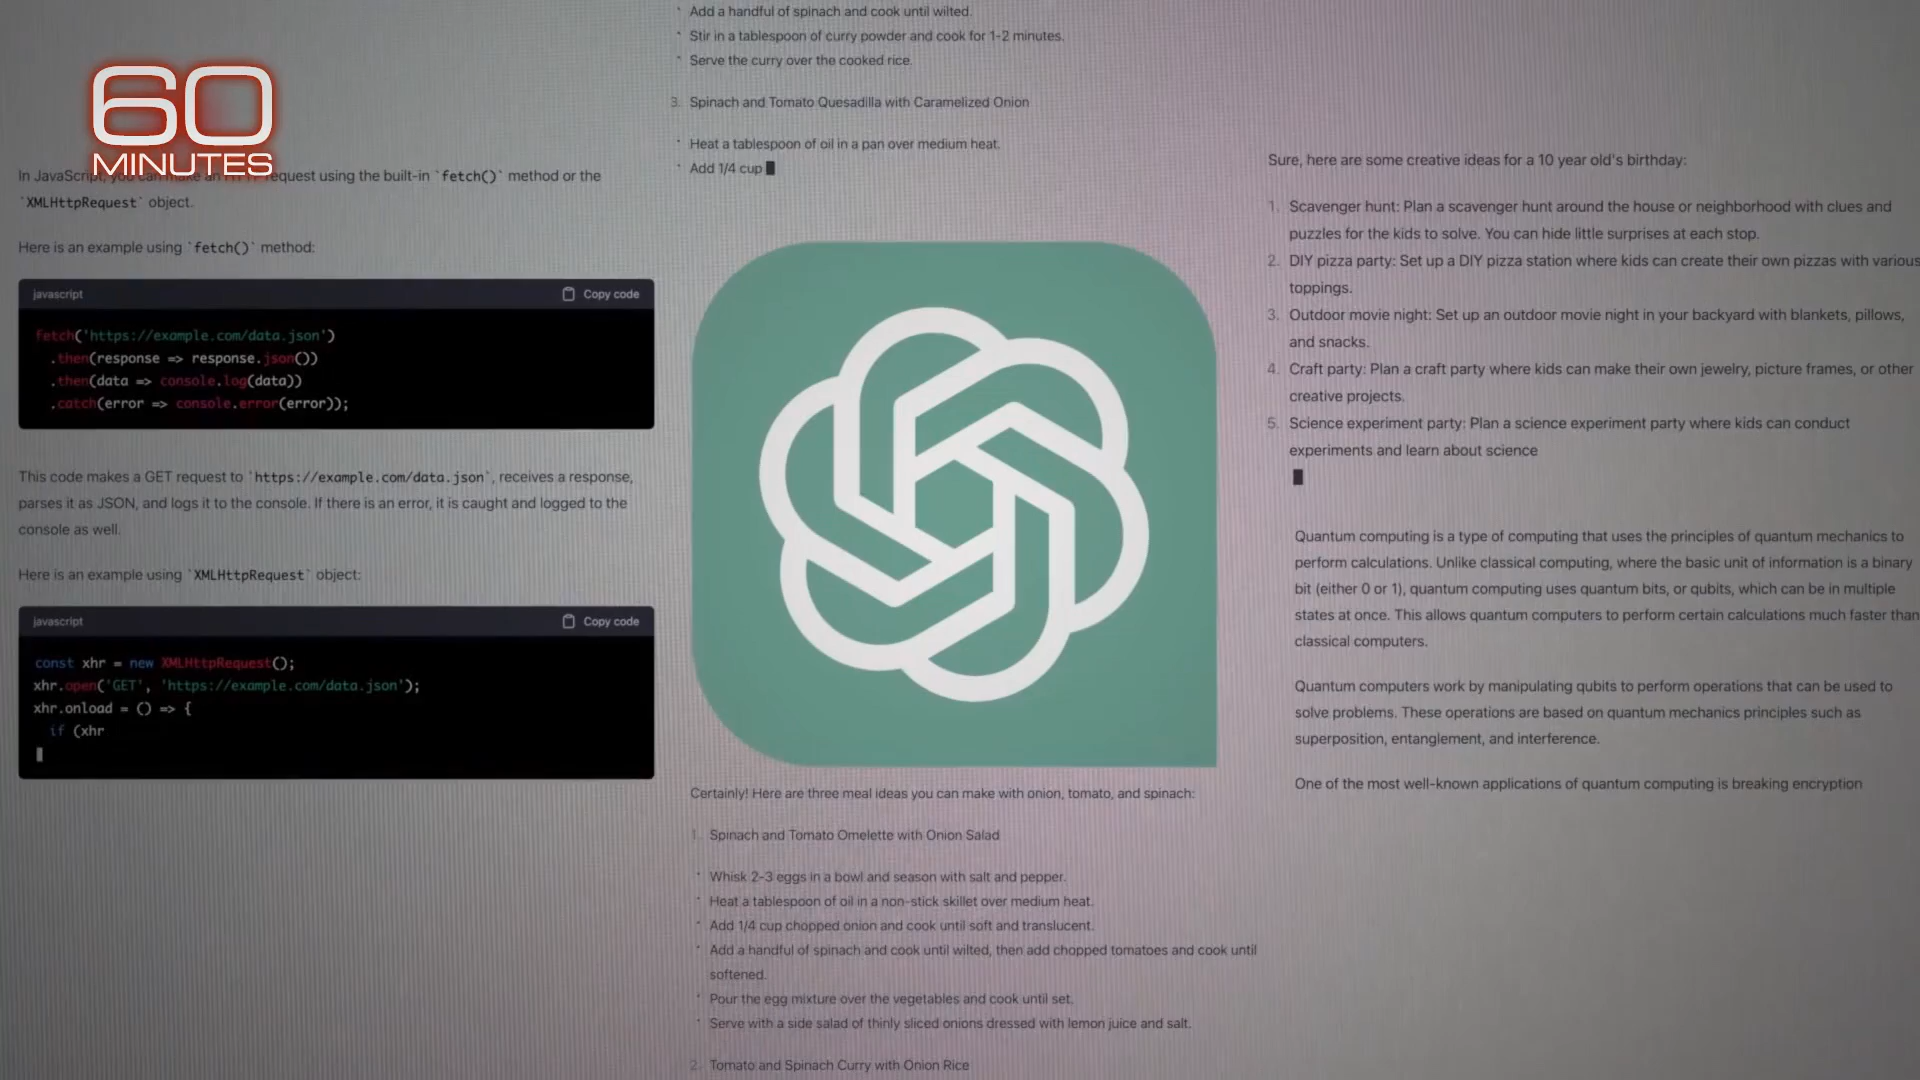 60
MINUTES
In JavaScript, you can make an HTTP request using the built-in `fetch()` method or the
`XMLHttpRequest` object.
Here is an example using `fetch()` method:
javascript
Copy code
fetch('https://example.com/data.json')
.then(response => response.json())
.then(data => console.log(data))
.catch(error => console.error(error));
This code makes a GET request to `https://example.com/data.json`, receives a response,
parses it as JSON, and logs it to the console. If there is an error, it is caught and logged to the
console as well.
Here is an example using `XMLHttpRequest` object:
javascript
Copy code
const xhr = new XMLHttpRequest();
xhr.open('GET', 'https://example.com/data.json');
xhr.onload = () => {
if (xhr
• Add a handful of spinach and cook until wilted.
• Stir in a tablespoon of curry powder and cook for 1-2 minutes.
• Serve the curry over the cooked rice.
3. Spinach and Tomato Quesadilla with Caramelized Onion
• Heat a tablespoon of oil in a pan over medium heat.
• Add 1/4 cup
Certainly! Here are three meal ideas you can make with onion, tomato, and spinach:
1. Spinach and Tomato Omelette with Onion Salad
• Whisk 2-3 eggs in a bowl and season with salt and pepper.
• Heat a tablespoon of oil in a non-stick skillet over medium heat.
• Add 1/4 cup chopped onion and cook until soft and translucent.
• Add a handful of spinach and cook until wilted, then add chopped tomatoes and cook until
softened.
• Pour the egg mixture over the vegetables and cook until set.
• Serve with a side salad of thinly sliced onions dressed with lemon juice and salt.
2. Tomato and Spinach Curry with Onion Rice
Sure, here are some creative ideas for a 10 year old's birthday:
1. Scavenger hunt: Plan a scavenger hunt around the house or neighborhood with clues and
puzzles for the kids to solve. You can hide little surprises at each stop.
2. DIY pizza party: Set up a DIY pizza station where kids can create their own pizzas with various
toppings.
3. Outdoor movie night: Set up an outdoor movie night in your backyard with blankets, pillows,
and snacks.
4. Craft party: Plan a craft party where kids can make their own jewelry, picture frames, or other
creative projects.
5. Science experiment party: Plan a science experiment party where kids can conduct
experiments and learn about science
Quantum computing is a type of computing that uses the principles of quantum mechanics to
perform calculations. Unlike classical computing, where the basic unit of information is a binary
bit (either 0 or 1), quantum computing uses quantum bits, or qubits, which can be in multiple
states at once. This allows quantum computers to perform certain calculations much faster than
classical computers.
Quantum computers work by manipulating qubits to perform operations that can be used to
solve problems. These operations are based on quantum mechanics principles such as
superposition, entanglement, and interference.
One of the most well-known applications of quantum computing is breaking encryption